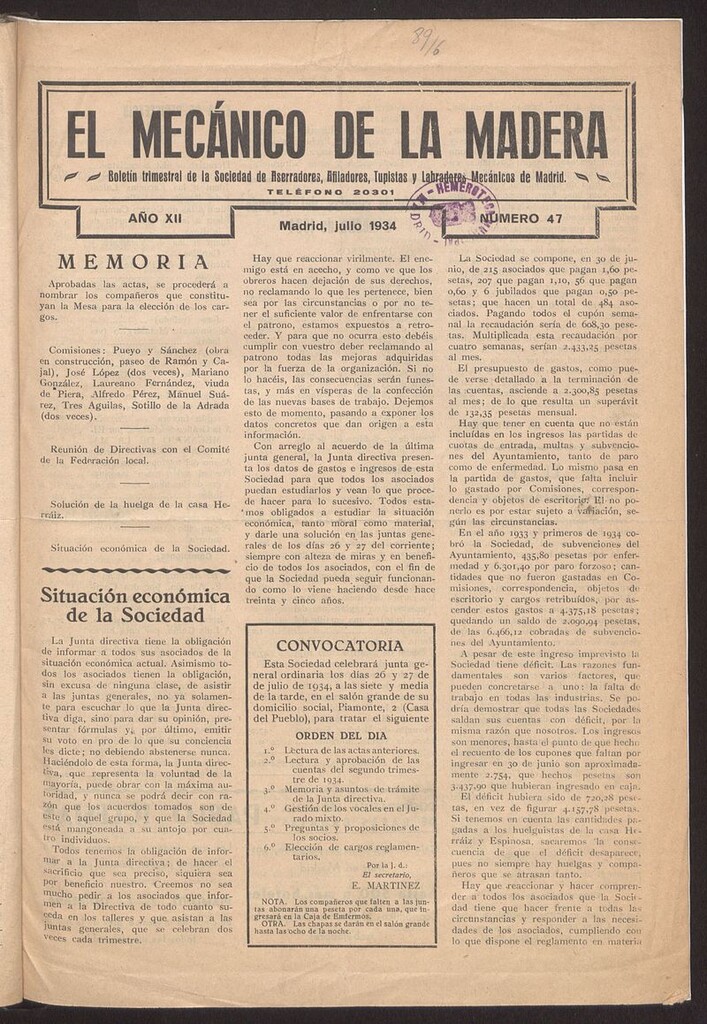 89/6
EL MECÁNICO DE LA MADERA
Boletín trimestral de la Sociedad de Aserradores, Afiladores, Tupistas y Labradores Mecánicos de Madrid.
TELÉFONO 20301
HEMEROTECA
AÑO XII
Madrid, julio 1934
NÚMERO 47
MEMORIA
Aprobadas las actas, se procederá a
nombrar los compañeros que constitu-
yan la Mesa para la elección de los car-
gos.
Comisiones: Pueyo y Sánchez (obra
en construcción, paseo de Ramón y Ca-
jal), José López (dos veces), Mariano
González, Laureano Fernández, viuda
de Piera, Alfredo Pérez, Manuel Suá-
rez, Tres Aguilas, Sotillo de la Adrada
(dos veces).
Reunión de Directivas con el Comité
de la Federación local.
Solución de la huelga de la casa He-
rráiz.
Situación económica de la Sociedad.
Situación económica
de la Sociedad
La Junta directiva tiene la obligación
de informar a todos sus asociados de la
situación económica actual. Asimismo to-
dos los asociados tienen la obligación,
sin excusa de ninguna clase, de asistir
a las juntas generales, no ya solamen-
te para escuchar lo que la Junta direc-
tiva diga, sino para dar su opinión, pre-
sentar fórmulas y, por último, emitir
su voto en pro de lo que su conciencia
les dicte; no debiendo abstenerse nunca.
Haciéndolo de esta forma, la Junta direc-
tiva, que representa la voluntad de la
mayoría, puede obrar con la máxima au-
toridad, y nunca se podrá decir con ra-
zón que los acuerdos tomados son de
este o aquel grupo, y que la Sociedad
está mangoneada a su antojo por cua-
tro individuos.
Todos tenemos la obligación de infor-
mar a la Junta directiva; de hacer el
sacrificio que sea preciso, siquiera sea
por beneficio nuestro. Creemos no sea
mucho pedir a los asociados que infor-
men a la Directiva de todo cuanto su-
ceda en los talleres y que asistan a las
juntas generales, que se celebran dos
veces cada trimestre.
Hay que reaccionar virilmente. El ene-
migo está en acecho, y como ve que los
obreros hacen dejación de sus derechos,
no reclamando lo que les pertenece, bien
sea por las circunstancias o por no te-
ner el suficiente valor de enfrentarse con
el patrono, estamos expuestos a retro-
ceder. Y para que no ocurra esto debéis
cumplir con vuestro deber reclamando al
patrono todas las mejoras adquiridas
por la fuerza de la organización. Si no
lo hacéis, las consecuencias serán funes-
tas, y más en vísperas de la confección
de las nuevas bases de trabajo. Dejemos
esto de momento, pasando a exponer los
datos concretos que dan origen a esta
información.
Con arreglo al acuerdo de la última
junta general, la Junta directiva presen-
ta los datos de gastos e ingresos de esta
Sociedad para que todos los asociados
puedan estudiarlos y vean lo que proce-
de hacer para lo sucesivo. Todos esta-
mos obligados a estudiar la situación
económica, tanto moral como material,
y darle una solución en las juntas gene-
rales de los días 26 y 27 del corriente;
siempre con alteza de miras y en benefi-
cio de todos los asociados, con el fin de
que la Sociedad pueda seguir funcionan-
do como lo viene haciendo desde hace
treinta y cinco años.
CONVOCATORIA
Esta Sociedad celebrará junta ge-
neral ordinaria los días 26 y 27 de
de julio de 1934, a las siete y media
de la tarde, en el salón grande de su
domicilio social, Piamonte, 2 (Casa
del Pueblo), para tratar el siguiente
ORDEN DEL DIA
1.º Lectura de las actas anteriores.
2.º Lectura y aprobación de las
cuentas del segundo trimes-
tre de 1934.
3.º Memoria y asuntos de trámite
de la Junta directiva.
4.º Gestión de los vocales en el Ju-
rado mixto.
5.º Preguntas y proposiciones de
los socios.
6.º Elección de cargos reglamen-
tarios.
Por la J. d.:
El secretario,
E. MARTINEZ
NOTA. Los compañeros que falten a las jun-
tas abonarán una peseta por cada una, que in-
gresará en la Caja de Enfermos.
OTRA. Las chapas se darán en el salón grande
hasta las ocho de la noche.
La Sociedad se compone, en 30 de ju-
nio, de 215 asociados que pagan 1,60 pe-
setas, 207 que pagan 1,10, 56 que pagan
0,60 y 6 jubilados que pagan 0,50 pe-
setas; que hacen un total de 484 aso-
ciados. Pagando todos el cupón sema-
nal la recaudación sería de 608,30 pe-
setas. Multiplicada esta recaudación por
cuatro semanas, serían 2.433,25 pesetas
al mes.
El presupuesto de gastos, como pue-
de verse detallado a la terminación de
las cuentas, asciende a 2.300,85 pesetas
al mes; de lo que resulta un superávit
de 132,35 pesetas mensual.
Hay que tener en cuenta que no están
incluídas en los ingresos las partidas de
cuotas de entrada, multas y subvencio-
nes del Ayuntamiento, tanto de paro
como de enfermedad. Lo mismo pasa en
la partida de gastos, que falta incluir
lo gastado por Comisiones, correspon-
dencia y objetos de escritorio. El no po-
nerlo es por estar sujeto a variación, se-
gún las circunstancias.
En el año 1933 y primeros de 1934 co-
bró la Sociedad, de subvenciones del
Ayuntamiento, 435,80 pesetas por enfer-
medad y 6.301,40 por paro forzoso; can-
tidades que no fueron gastadas en Co-
misiones, correspondencia, objetos de
escritorio y cargos retribuídos, por as-
cender estos gastos a 4.375,18 pesetas;
quedando un saldo de 2.090,94 pesetas,
de las 6.466,12 cobradas de subvencio-
nes del Ayuntamiento.
A pesar de este ingreso imprevisto la
Sociedad tiene déficit. Las razones fun-
damentales son varios factores, que
pueden concretarse a uno: la falta de
trabajo en todas las industrias. Se po-
dría demostrar que todas las Sociedades
saldan sus cuentas con déficit, por la
misma razón que nosotros. Los ingresos
son menores, hasta el punto de que hecho
el recuento de los cupones que faltan por
ingresar en 30 de junio son aproximada-
mente 2.754, que hechos pesetas son
3.437,90 que hubieran ingresado en caja.
El déficit hubiera sido de 720,28 pese-
tas, en vez de figurar 4.157,78 pesetas.
Si tenemos en cuenta las cantidades pa-
gadas a los huelguistas de la casa He-
rráiz y Espinosa, sacaremos la conse-
cuencia de que el déficit desaparece,
pues no siempre hay huelgas y compañe-
ros que se atrasan tanto.
Hay que reaccionar y hacer compren-
der a todos los asociados que la Socie-
dad tiene que hacer frente a todas las
circunstancias y responder a las necesi-
dades de los asociados, cumpliendo con
lo que dispone el reglamento en materia